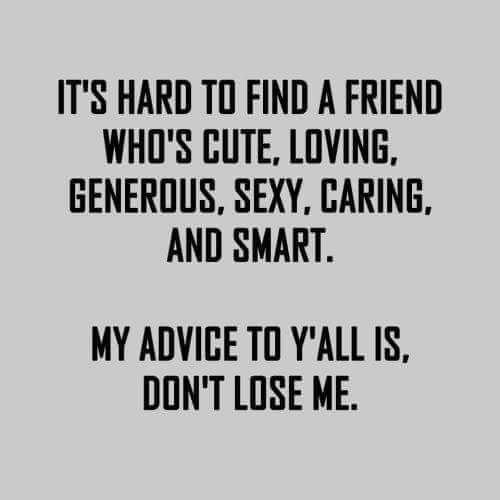 IT'S HARD TO FIND A FRIEND
WHO'S CUTE, LOVING,
GENEROUS, SEXY, CARING,
AND SMART.
MY ADVICE TO Y'ALL IS,
DON'T LOSE ME.